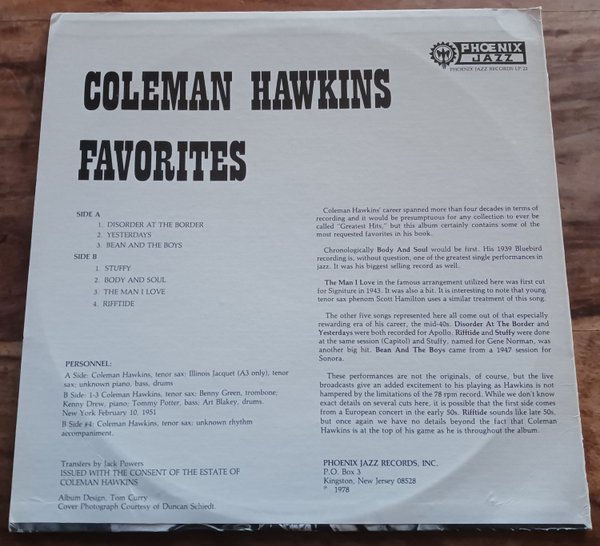 PHOENIX
JAZZ
PHOENIX JAZZ RECORDS LP 22
COLEMAN HAWKINS
FAVORITES
SIDE A
1. DISORDER AT THE BORDER
2. YESTERDAYS
3. BEAN AND THE BOYS
SIDE B
1. STUFFY
2. BODY AND SOUL
3. THE MAN I LOVE
4. RIFFTIDE
PERSONNEL:
A Side: Coleman Hawkins, tenor sax; Illinois Jacquet (A3 only), tenor
sax; unknown piano, bass, drums
B Side: 1-3 Coleman Hawkins, tenor sax; Benny Green, trombone;
Kenny Drew, piano; Tommy Potter, bass; Art Blakey, drums.
New York February 10, 1951
B Side #4: Coleman Hawkins, tenor sax; unknown rhythm
accompaniment.
Transfers by Jack Powers
ISSUED WITH THE CONSENT OF THE ESTATE OF
COLEMAN HAWKINS
Album Design, Tom Curry
Cover Photograph Courtesy of Duncan Schiedt
Coleman Hawkins' career spanned more than four decades in terms of
recording and it would be presumptuous for any collection to ever be
called "Greatest Hits," but this album certainly contains some of the
most requested favorites in his book.
Chronologically Body And Soul would be first. His 1939 Bluebird
recording is, without question, one of the greatest single performances in
jazz. It was his biggest selling record as well.
The Man I Love in the famous arrangement utilized here was first cut
for Signiture in 1943. It was also a hit. It is interesting to note that young
tenor sax phenom Scott Hamilton uses a similar treatment of this song.
The other five songs represented here all come out of that especially
rewarding era of his career, the mid-40s. Disorder At The Border and
Yesterdays were both recorded for Apollo. Rifftide and Stuffy were done
at the same session (Capitol) and Stuffy, named for Gene Norman, was
another big hit. Bean And The Boys came from a 1947 session for
Sonora.
These performances are not the originals, of course, but the live
broadcasts give an added excitement to his playing as Hawkins is not
hampered by the limitations of the 78 rpm record. While we don't know
exact details on several cuts here, it is possible that the first side comes
from a European concert in the early 50s. Rifftide sounds like late 50s,
but once again we have no details beyond the fact that Coleman
Hawkins is at the top of his game as he is throughout the album.
PHOENIX JAZZ RECORDS, INC.
P.O. Box 3
Kingston, New Jersey 08528
℗ 1978